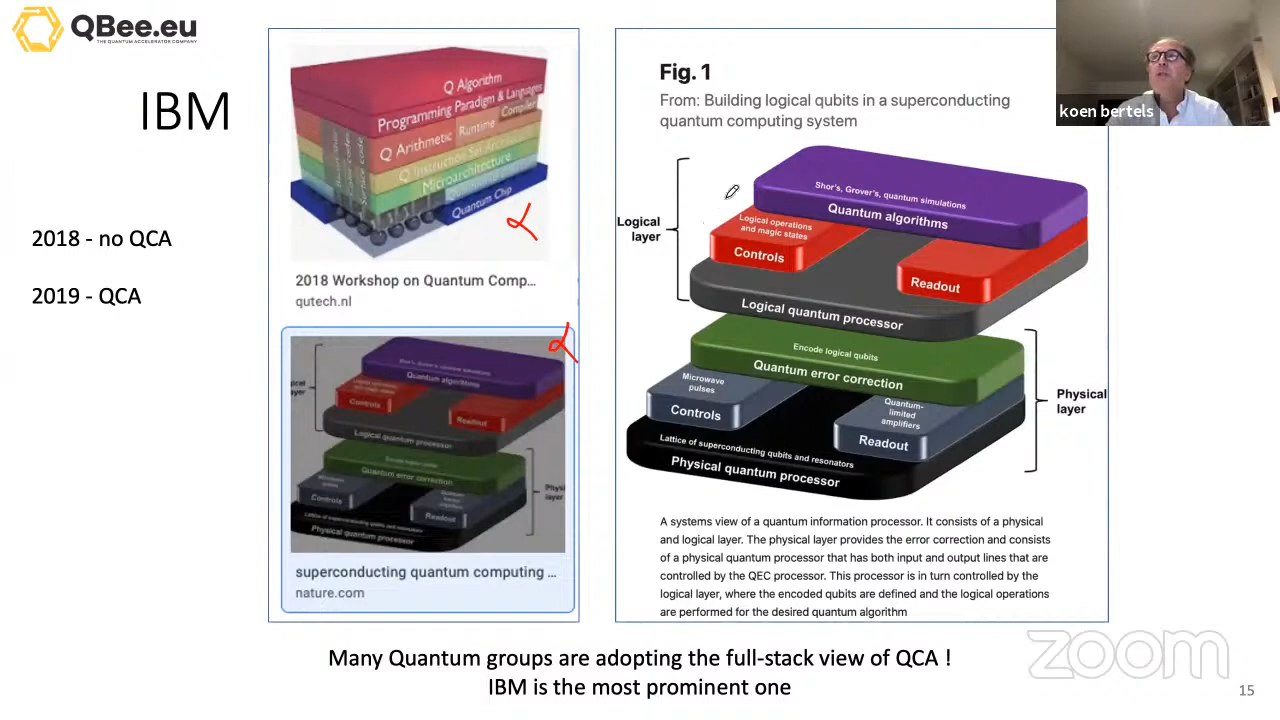 QBee.eu
THE QUANTUM ACCELERATOR COMPANY
IBM
2018 - no QCA
2019 - QCA
Q Algorithm
Programming Paradigm & Languages
Q Arithmetic Runtime Compiler
Q Instruction Set Architecture
Microarchitecture
Quantum Chip
2018 Workshop on Quantum Comp...
qutech.nl
Quantum algorithms
Controls
Readout
Logical quantum processor
Encode logical qubits
Quantum error correction
Controls
Readout
Lattice of superconducting qubits and resonators
Physical quantum processor
superconducting quantum computing ...
nature.com
Fig. 1
From: Building logical qubits in a superconducting
quantum computing system
Logical
layer
Shor's, Grover's, quantum simulations
Quantum algorithms
Logical operations
and magic states
Controls
Readout
Logical quantum processor
Encode logical qubits
Quantum error correction
Microwave
pulses
Controls
Quantum-
limited
amplifiers
Readout
Physical
layer
Lattice of superconducting qubits and resonators
Physical quantum processor
A systems view of a quantum information processor. It consists of a physical
and logical layer. The physical layer provides the error correction and consists
of a physical quantum processor that has both input and output lines that are
controlled by the QEC processor. This processor is in turn controlled by the
logical layer, where the encoded qubits are defined and the logical operations
are performed for the desired quantum algorithm
koen bertels
Many Quantum groups are adopting the full-stack view of QCA !
IBM is the most prominent one
zoom
15